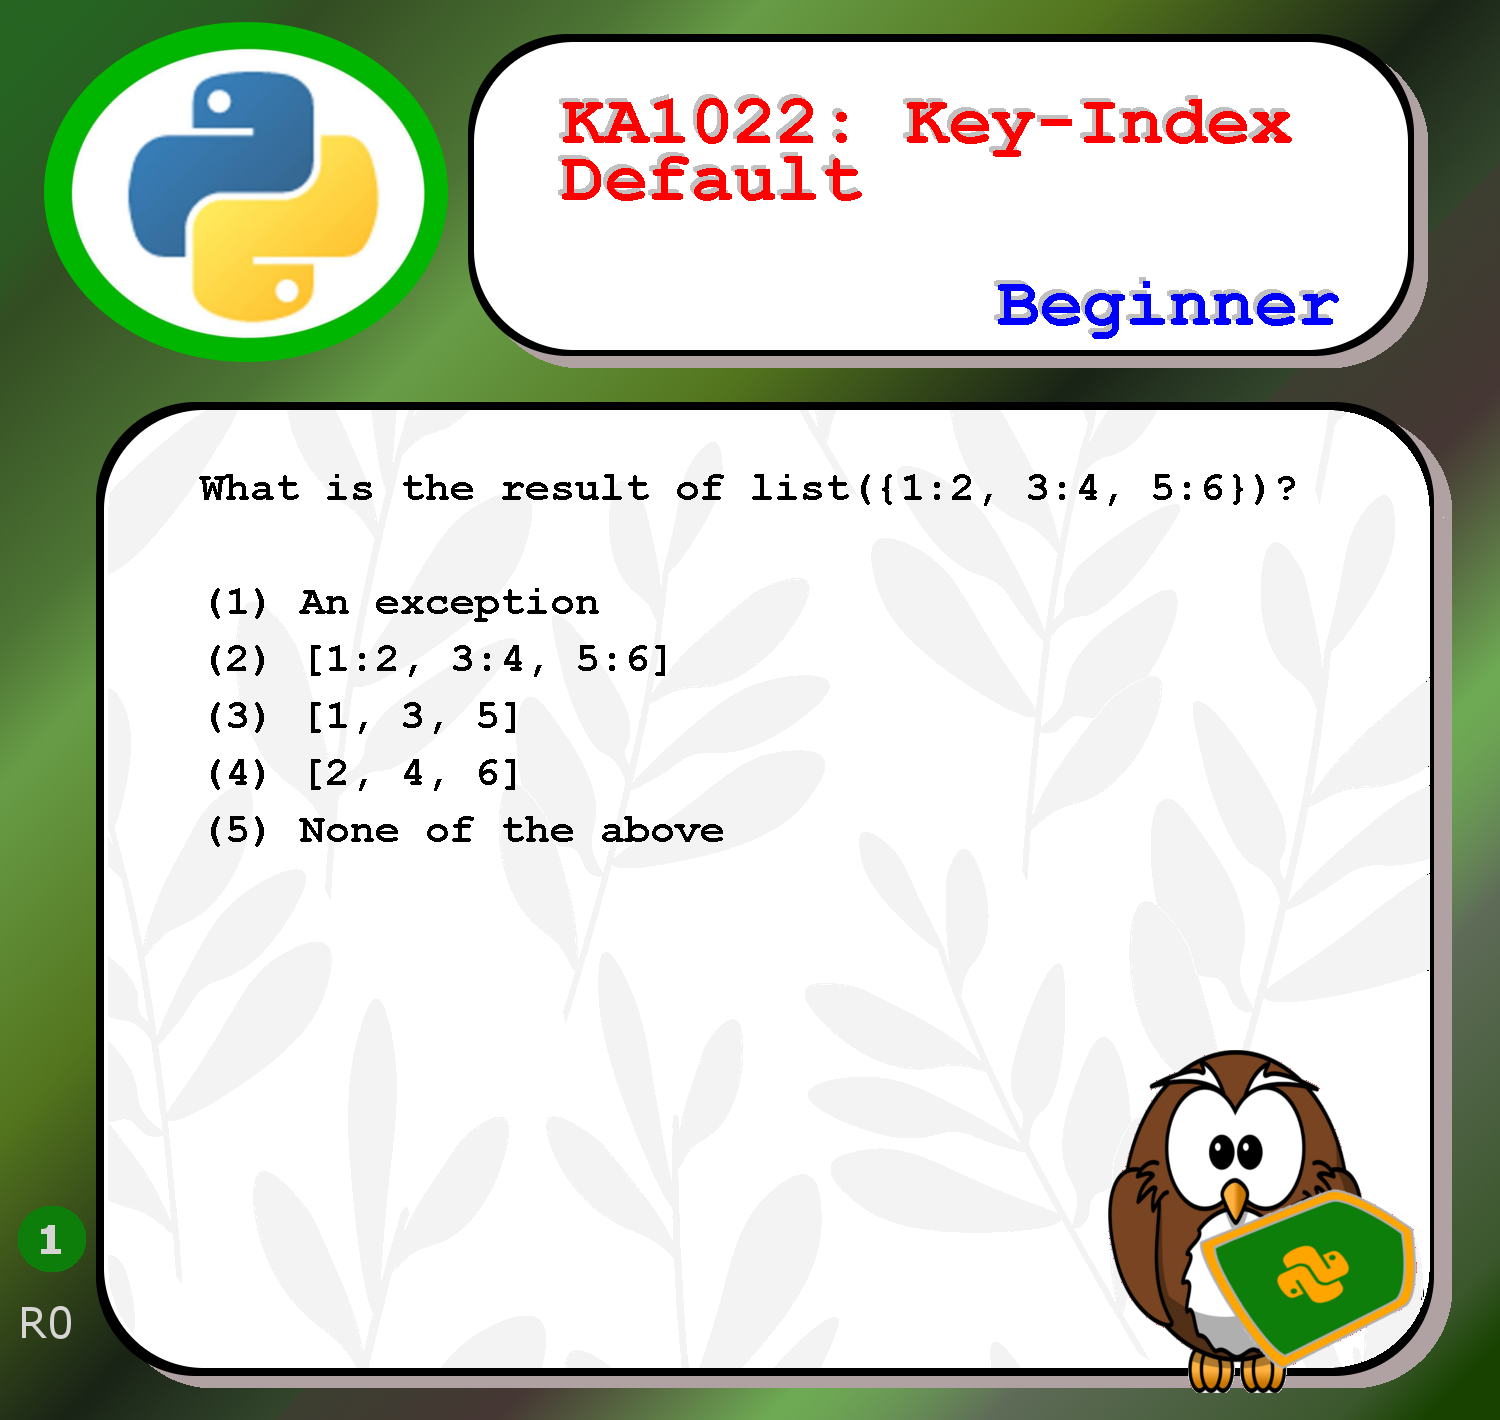 KA1022: Key-Index
Default
Beginner
What is the result of list({1:2, 3:4, 5:6})?
(1) An exception
(2) [1:2, 3:4, 5:6]
(3) [1, 3, 5]
(4) [2, 4, 6]
(5) None of the above
1
R0